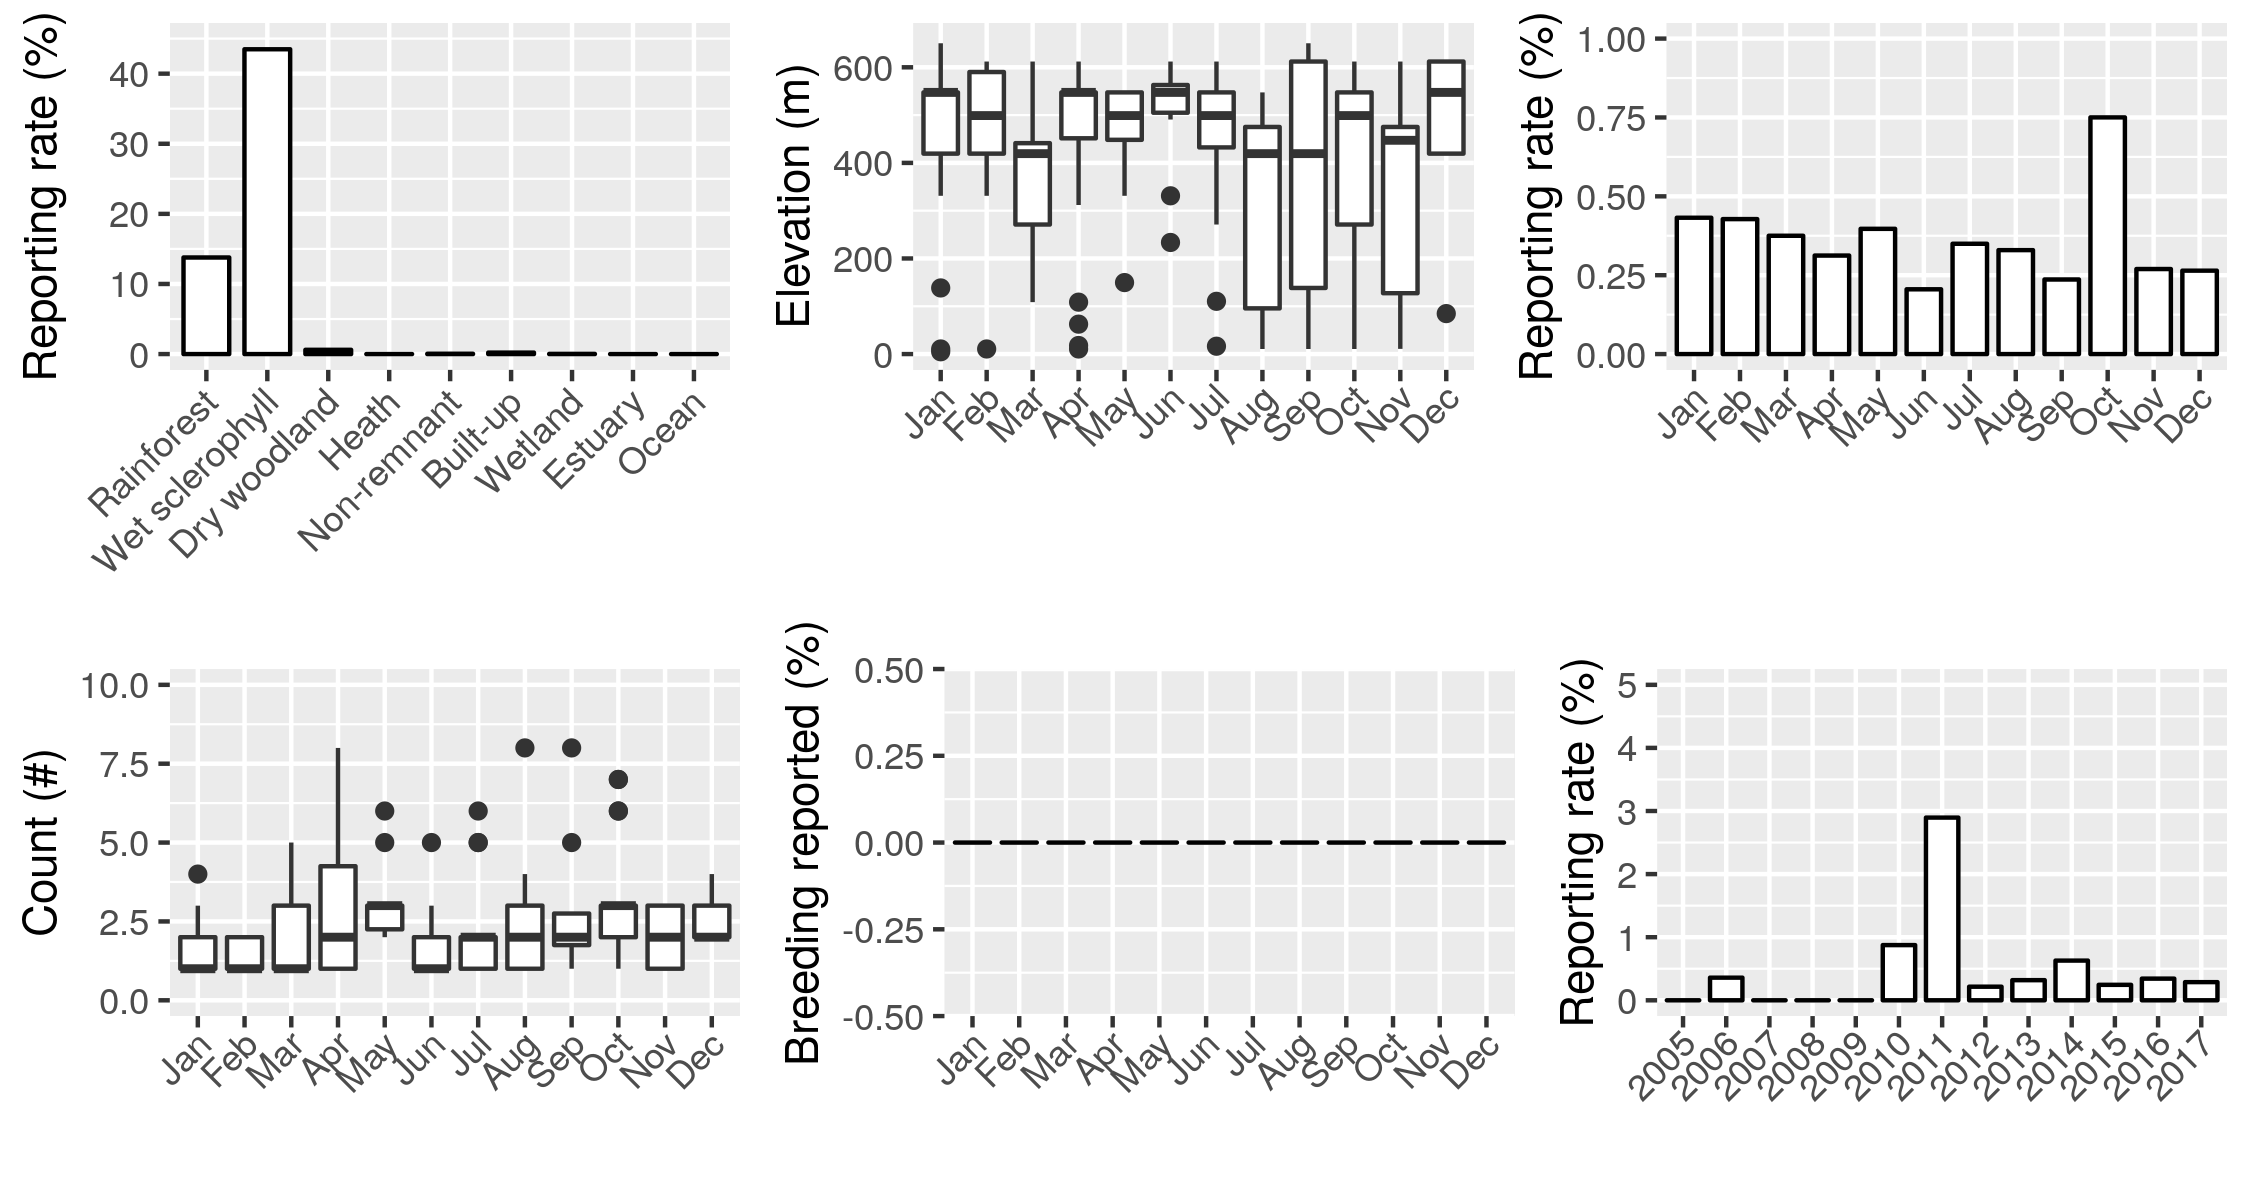 Reporting rate (%)
40
30
20
10
0
Rainforest
Wet sclerophyll
Dry woodland
Heath
Non-remnant
Built-up
Wetland
Estuary
Ocean
Elevation (m)
600
400
200
0
Jan
Feb
Mar
Apr
May
Jun
Jul
Aug
Sep
Oct
Nov
Dec
Reporting rate (%)
1.00
0.75
0.50
0.25
0.00
Jan
Feb
Mar
Apr
May
Jun
Jul
Aug
Sep
Oct
Nov
Dec
Count (#)
10.0
7.5
5.0
2.5
0.0
Jan
Feb
Mar
Apr
May
Jun
Jul
Aug
Sep
Oct
Nov
Dec
Breeding reported (%)
0.50
0.25
0.00
-0.25
-0.50
Jan
Feb
Mar
Apr
May
Jun
Jul
Aug
Sep
Oct
Nov
Dec
Reporting rate (%)
5
4
3
2
1
0
2005
2006
2007
2008
2009
2010
2011
2012
2013
2014
2015
2016
2017